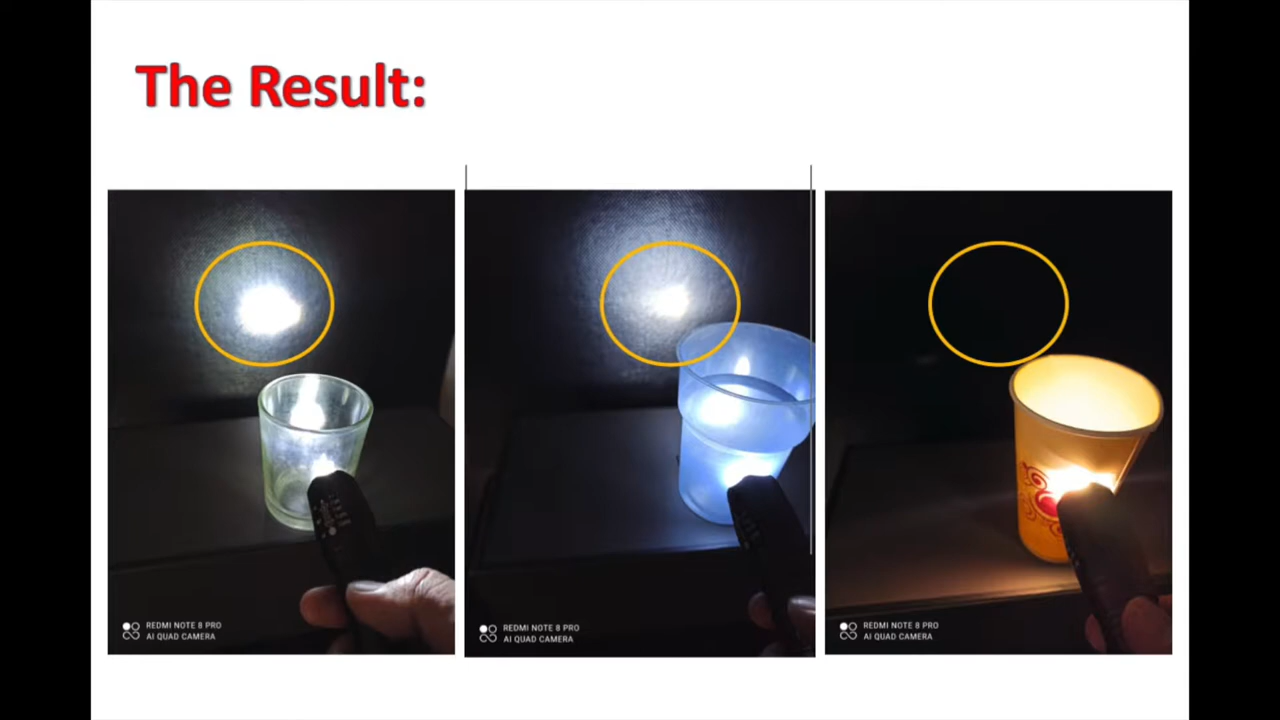 The Result:
REDMI NOTE 8 PRO
AI QUAD CAMERA
REDMI NOTE 8 PRO
AI QUAD CAMERA
REDMI NOTE 8 PRO
AI QUAD CAMERA